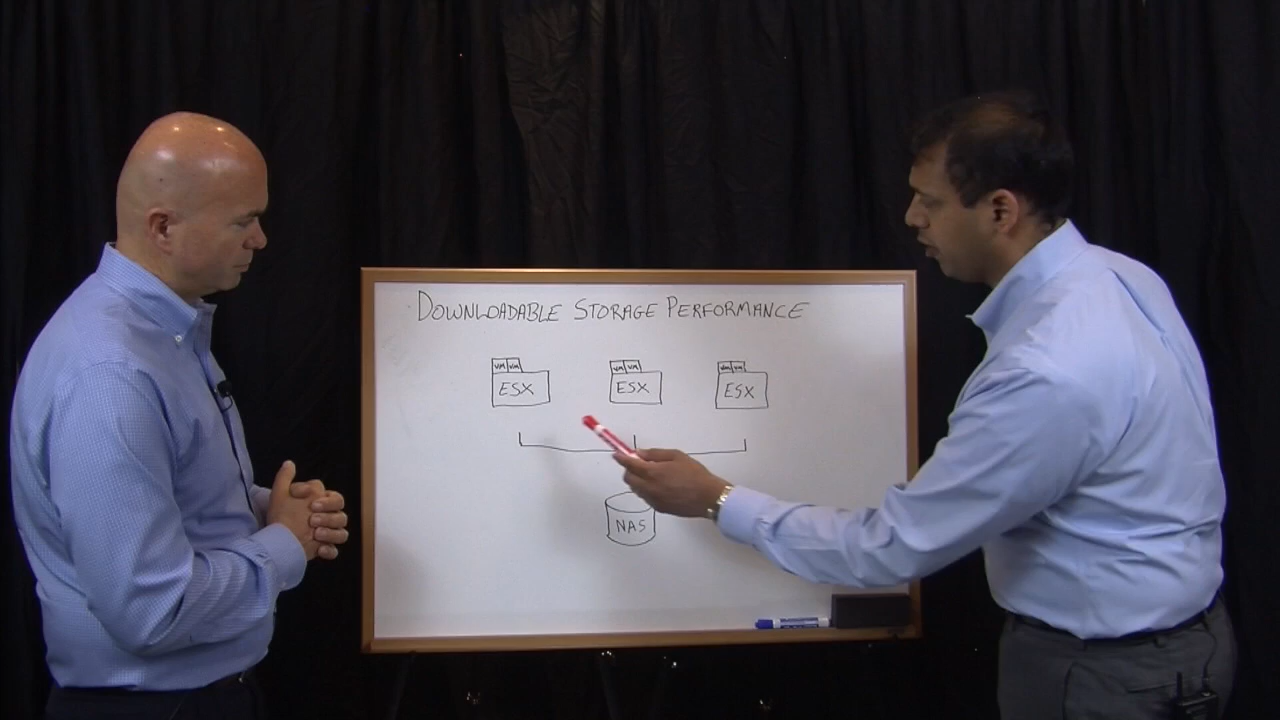 DOWNLOADABLE STORAGE PERFORMANCE
VM VM VM VM VM VM
ESX ESX ESX
NAS